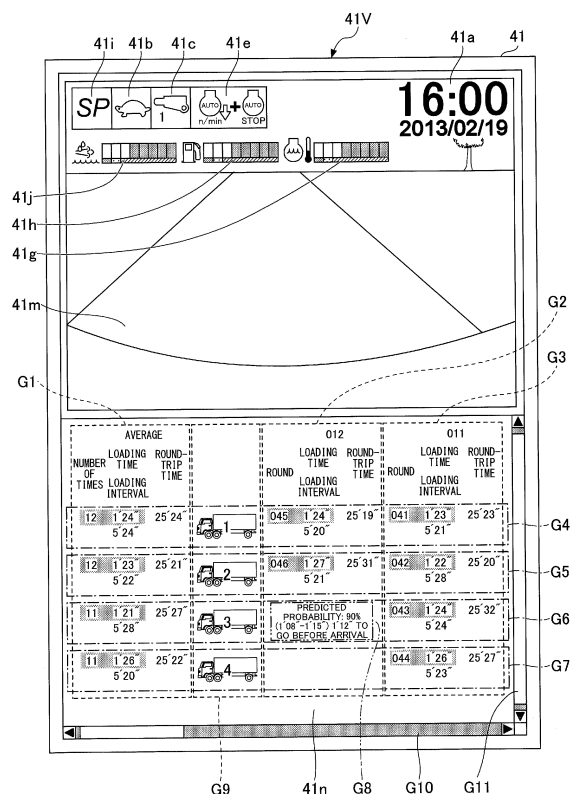 41V
41
41i
41b
41c
41e
41a
SP
1
AUTO
n/min
+
AUTO
STOP
16:00
2013/02/19
41j
41h
41g
41m
G2
G3
G1
AVERAGE
NUMBER OF TIMES
LOADING TIME
LOADING INTERVAL
ROUND-TRIP TIME
012
ROUND
LOADING TIME
LOADING INTERVAL
ROUND-TRIP TIME
011
ROUND
LOADING TIME
LOADING INTERVAL
ROUND-TRIP TIME
12 1´24˝ 25´24˝
5´24˝
1
045 1´24˝ 25´19˝
5´20˝
041 1´23˝ 25´23˝
5´21˝
G4
12 1´23˝ 25´21˝
5´22˝
2
046 1´27˝ 25´31˝
5´21˝
042 1´22˝ 25´20˝
5´28˝
G5
11 1´21˝ 25´27˝
5´28˝
3
PREDICTED
PROBABILITY: 90%
(1´08˝-1´15˝) 1´12˝ TO
GO BEFORE ARRIVAL
043 1´24˝ 25´32˝
5´24˝
G6
11 1´26˝ 25´22˝
5´20˝
4
044 1´26˝ 25´27˝
5´23˝
G7
G9
41n
G8
G10
G11